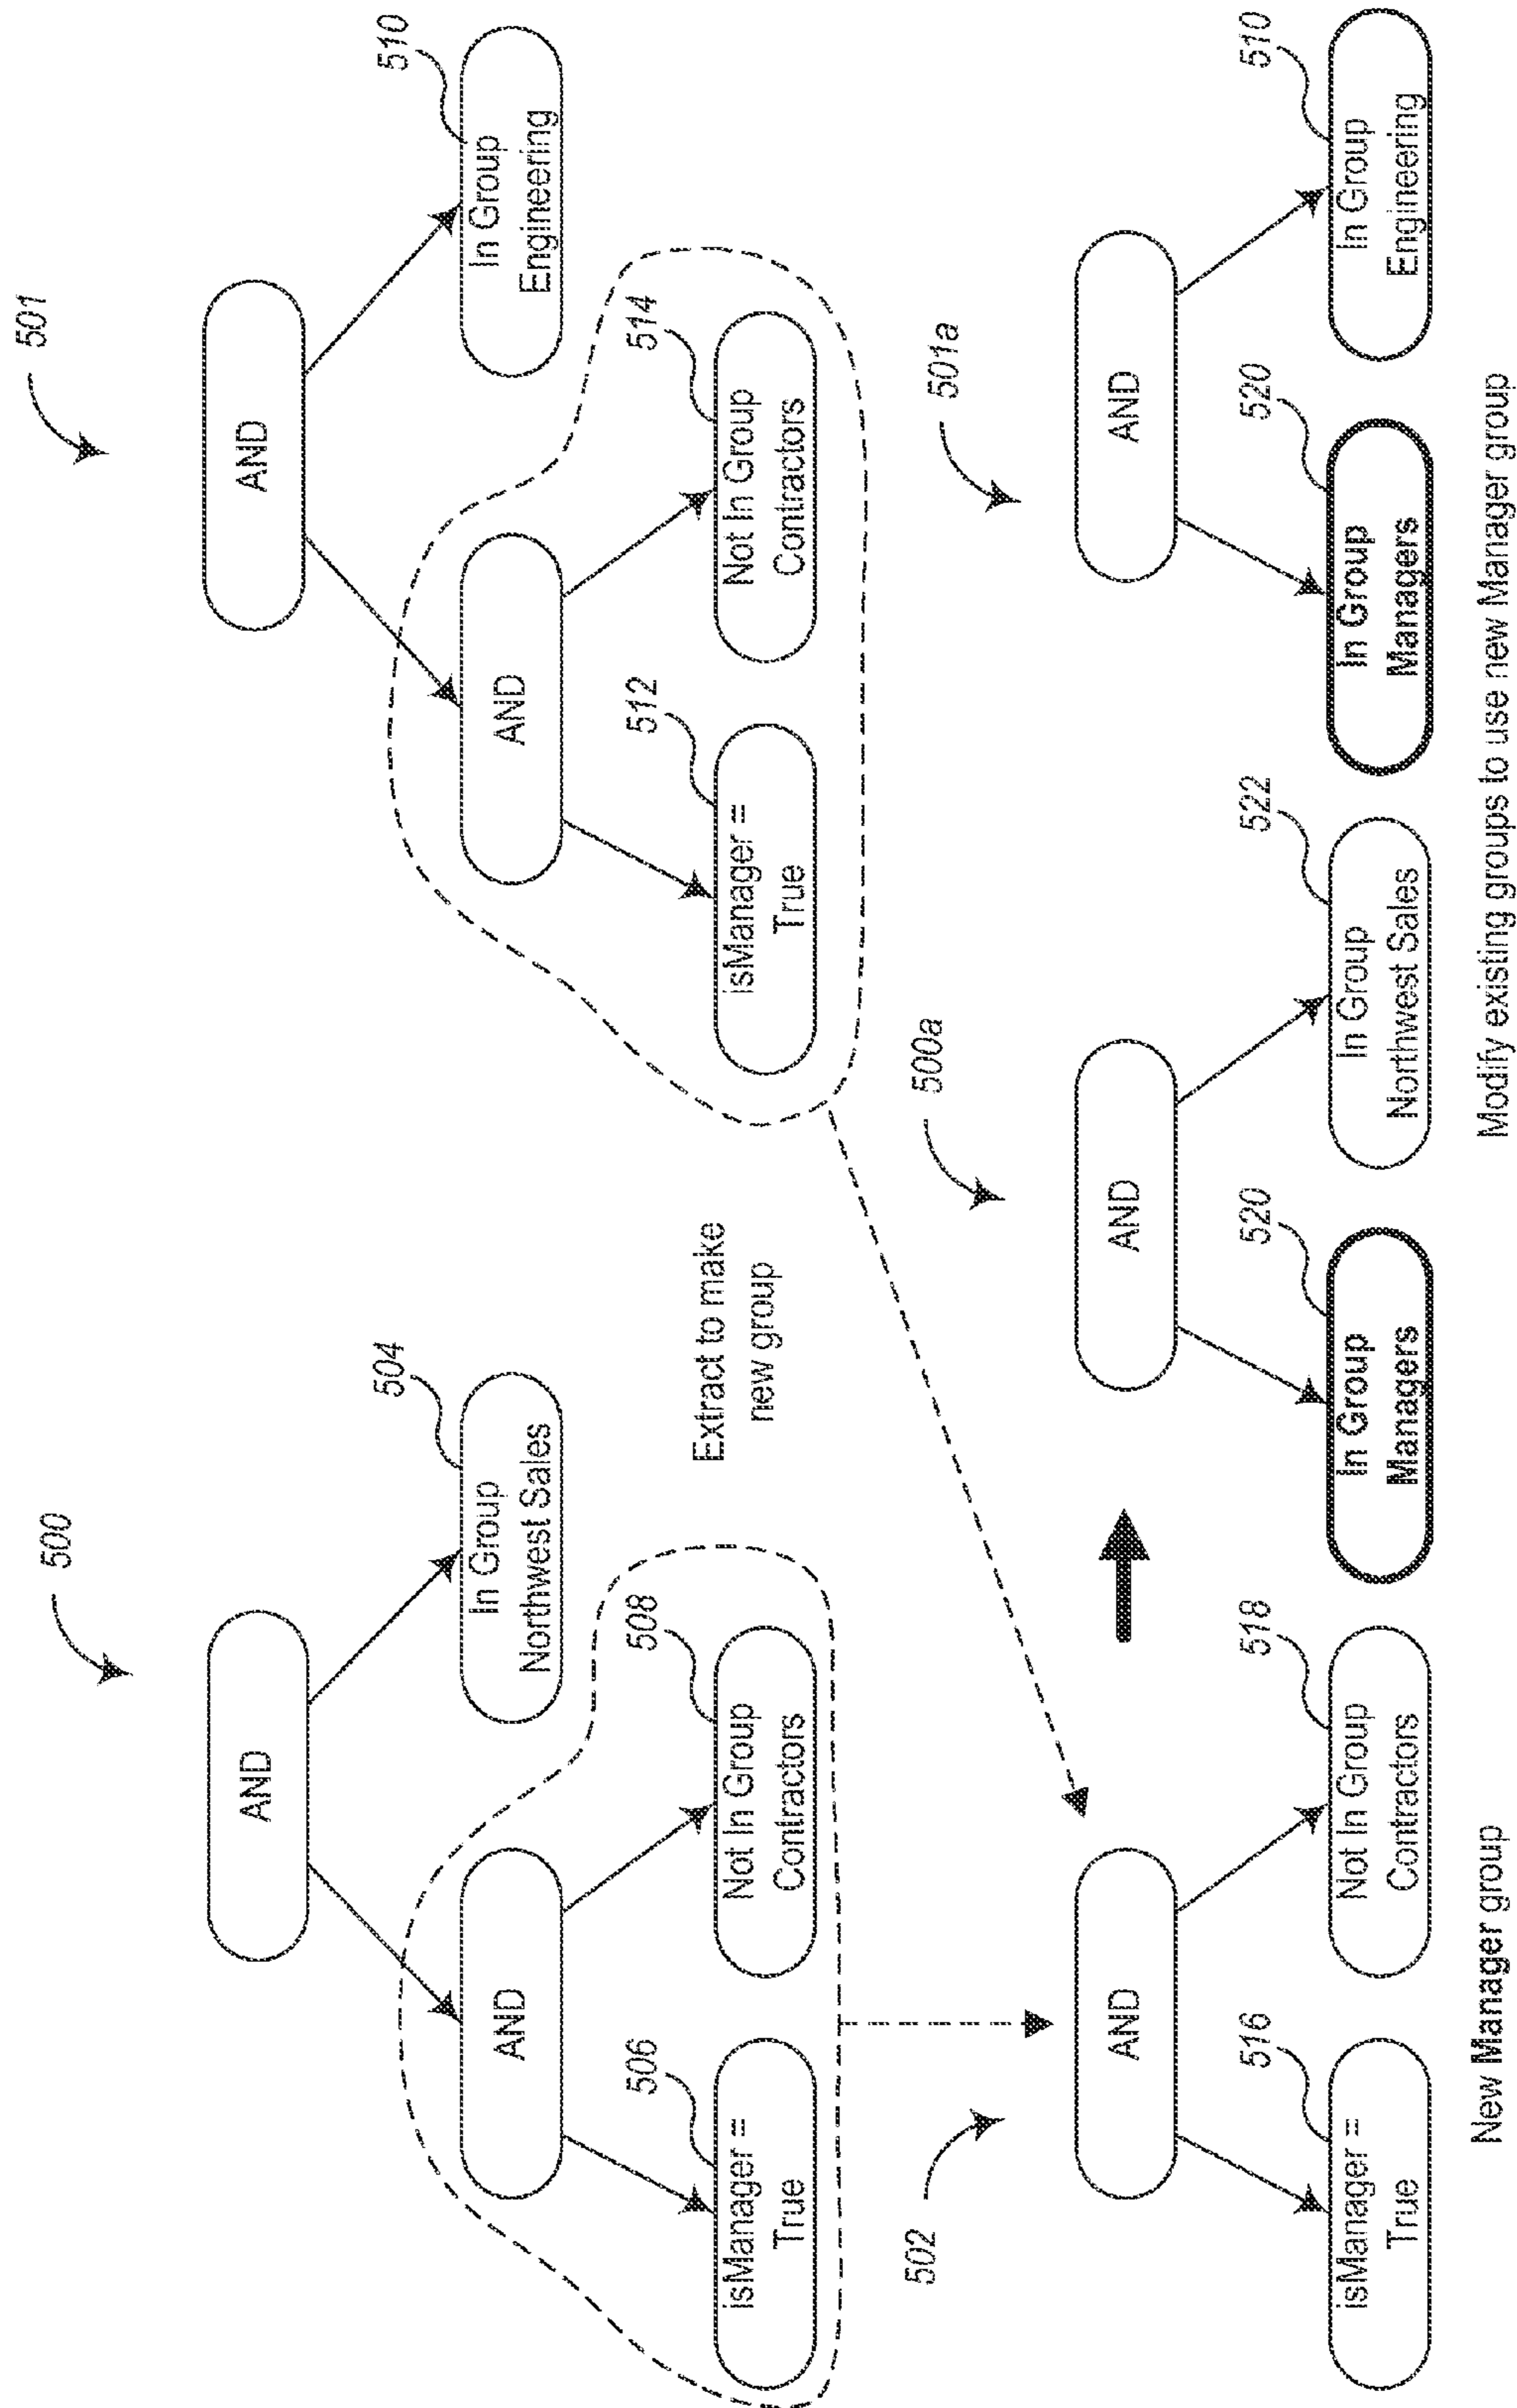 500
501
AND
AND
504
510
In Group
Northwest Sales
In Group
Engineering
AND
AND
506
508
512
514
isManager =
True
Not In Group
Contractors
Extract to make
new group
isManager =
True
Not In Group
Contractors
502
500a
501a
AND
AND
AND
516
518
520
522
520
510
isManager =
True
Not In Group
Contractors
In Group
Managers
In Group
Northwest Sales
In Group
Managers
In Group
Engineering
New Manager group
Modify existing groups to use new Manager group